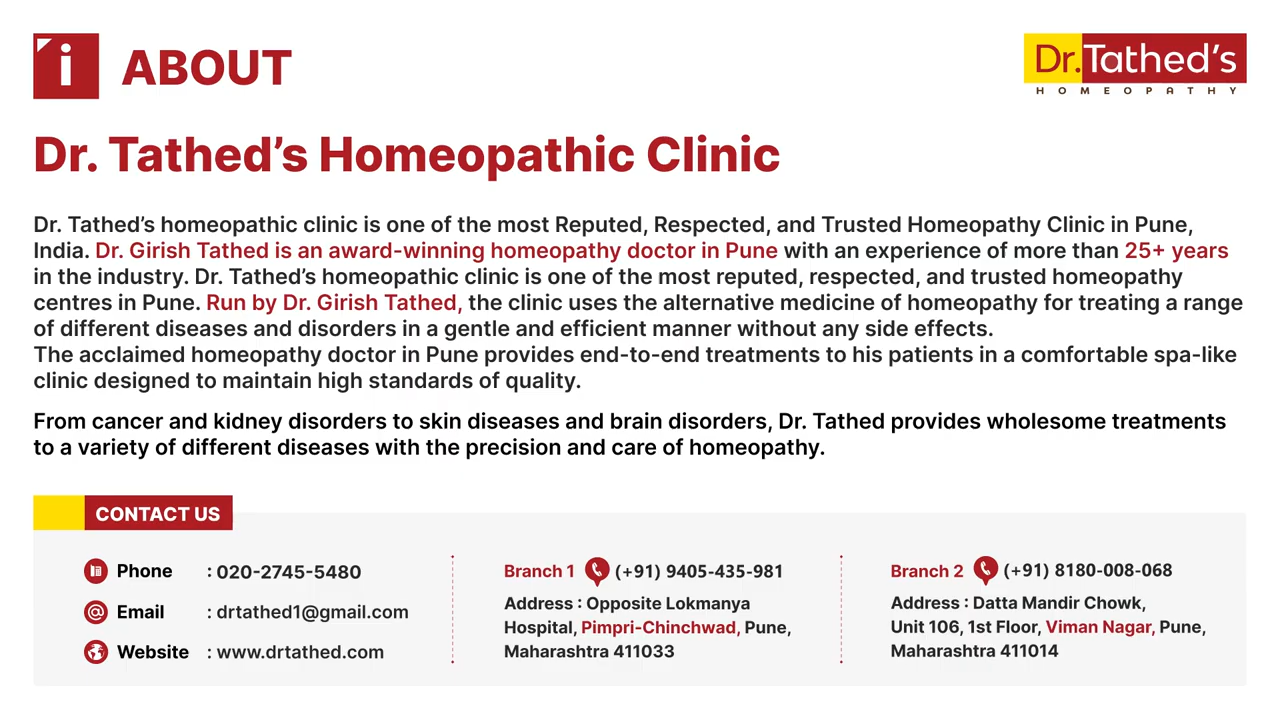 i ABOUT
Dr.Tathed's
HOMEOPATHY
Dr. Tathed's Homeopathic Clinic
Dr. Tathed's homeopathic clinic is one of the most Reputed, Respected, and Trusted Homeopathy Clinic in Pune,
India. Dr. Girish Tathed is an award-winning homeopathy doctor in Pune with an experience of more than 25+ years
in the industry. Dr. Tathed's homeopathic clinic is one of the most reputed, respected, and trusted homeopathy
centres in Pune. Run by Dr. Girish Tathed, the clinic uses the alternative medicine of homeopathy for treating a range
of different diseases and disorders in a gentle and efficient manner without any side effects.
The acclaimed homeopathy doctor in Pune provides end-to-end treatments to his patients in a comfortable spa-like
clinic designed to maintain high standards of quality.
From cancer and kidney disorders to skin diseases and brain disorders, Dr. Tathed provides wholesome treatments
to a variety of different diseases with the precision and care of homeopathy.
CONTACT US
Phone : 020-2745-5480
Email : drtathed1@gmail.com
Website : www.drtathed.com
Branch 1 (+91) 9405-435-981
Address : Opposite Lokmanya
Hospital, Pimpri-Chinchwad, Pune,
Maharashtra 411033
Branch 2 (+91) 8180-008-068
Address : Datta Mandir Chowk,
Unit 106, 1st Floor, Viman Nagar, Pune,
Maharashtra 411014